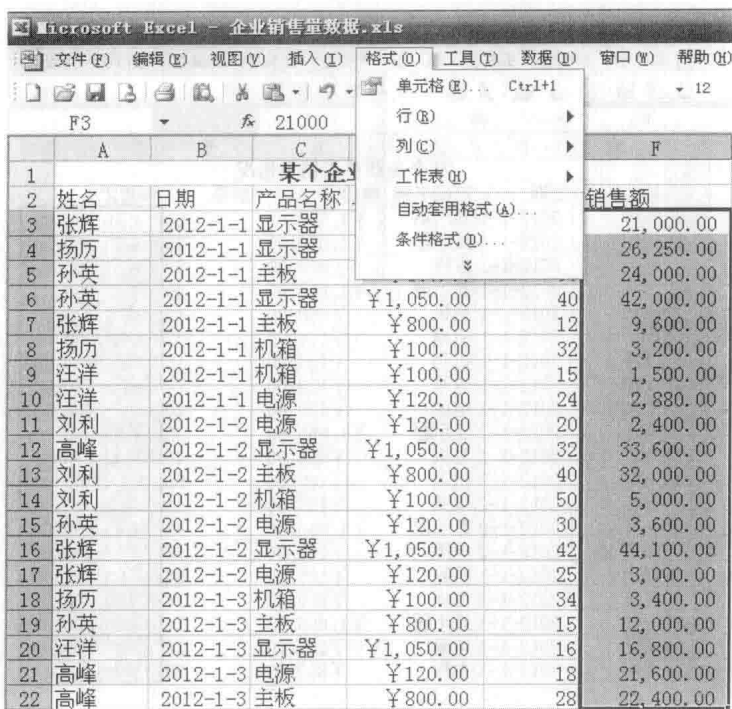 Microsoft Excel - 企业销售量数据.xls
文件(F) 编辑(E) 视图(V) 插入(I) 格式(O) 工具(T) 数据(D) 窗口(W) 帮助(H)
单元格(E)... Ctrl+1
行(R)
列(C)
工作表(H)
自动套用格式(A)...
条件格式(D)...
12
F3 fx 21000
A B C F
1 某个企业
2 姓名 日期 产品名称 销售额
3 张辉 2012-1-1 显示器 21,000.00
4 扬历 2012-1-1 显示器 26,250.00
5 孙英 2012-1-1 主板 24,000.00
6 孙英 2012-1-1 显示器 ¥1,050.00 40 42,000.00
7 张辉 2012-1-1 主板 ¥800.00 12 9,600.00
8 扬历 2012-1-1 机箱 ¥100.00 32 3,200.00
9 汪洋 2012-1-1 机箱 ¥100.00 15 1,500.00
10 汪洋 2012-1-1 电源 ¥120.00 24 2,880.00
11 刘利 2012-1-2 电源 ¥120.00 20 2,400.00
12 高峰 2012-1-2 显示器 ¥1,050.00 32 33,600.00
13 刘利 2012-1-2 主板 ¥800.00 40 32,000.00
14 刘利 2012-1-2 机箱 ¥100.00 50 5,000.00
15 孙英 2012-1-2 电源 ¥120.00 30 3,600.00
16 张辉 2012-1-2 显示器 ¥1,050.00 42 44,100.00
17 张辉 2012-1-2 电源 ¥120.00 25 3,000.00
18 扬历 2012-1-3 机箱 ¥100.00 34 3,400.00
19 孙英 2012-1-3 主板 ¥800.00 15 12,000.00
20 汪洋 2012-1-3 显示器 ¥1,050.00 16 16,800.00
21 高峰 2012-1-3 电源 ¥120.00 18 21,600.00
22 高峰 2012-1-3 主板 ¥800.00 28 22,400.00